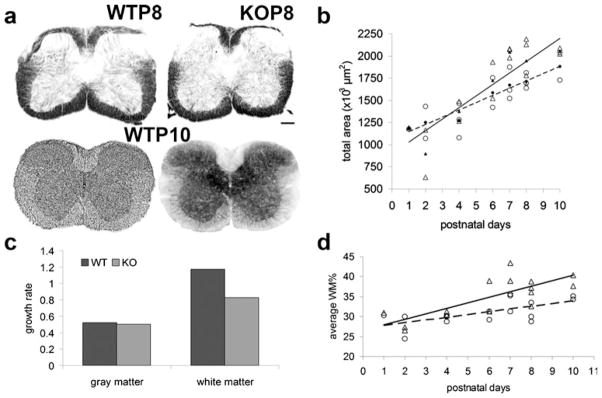 a
WTP8
KOP8
WTP10
b
total area (x10³ µm²)
2250
2000
1750
1500
1250
1000
750
500
0 1 2 3 4 5 6 7 8 9 10
postnatal days
c
growth rate
1.4
1.2
1
0.8
0.6
0.4
0.2
0
WT KO
gray matter
white matter
d
average WM%
45
40
35
30
25
20
0 1 2 3 4 5 6 7 8 9 10 11
postnatal days